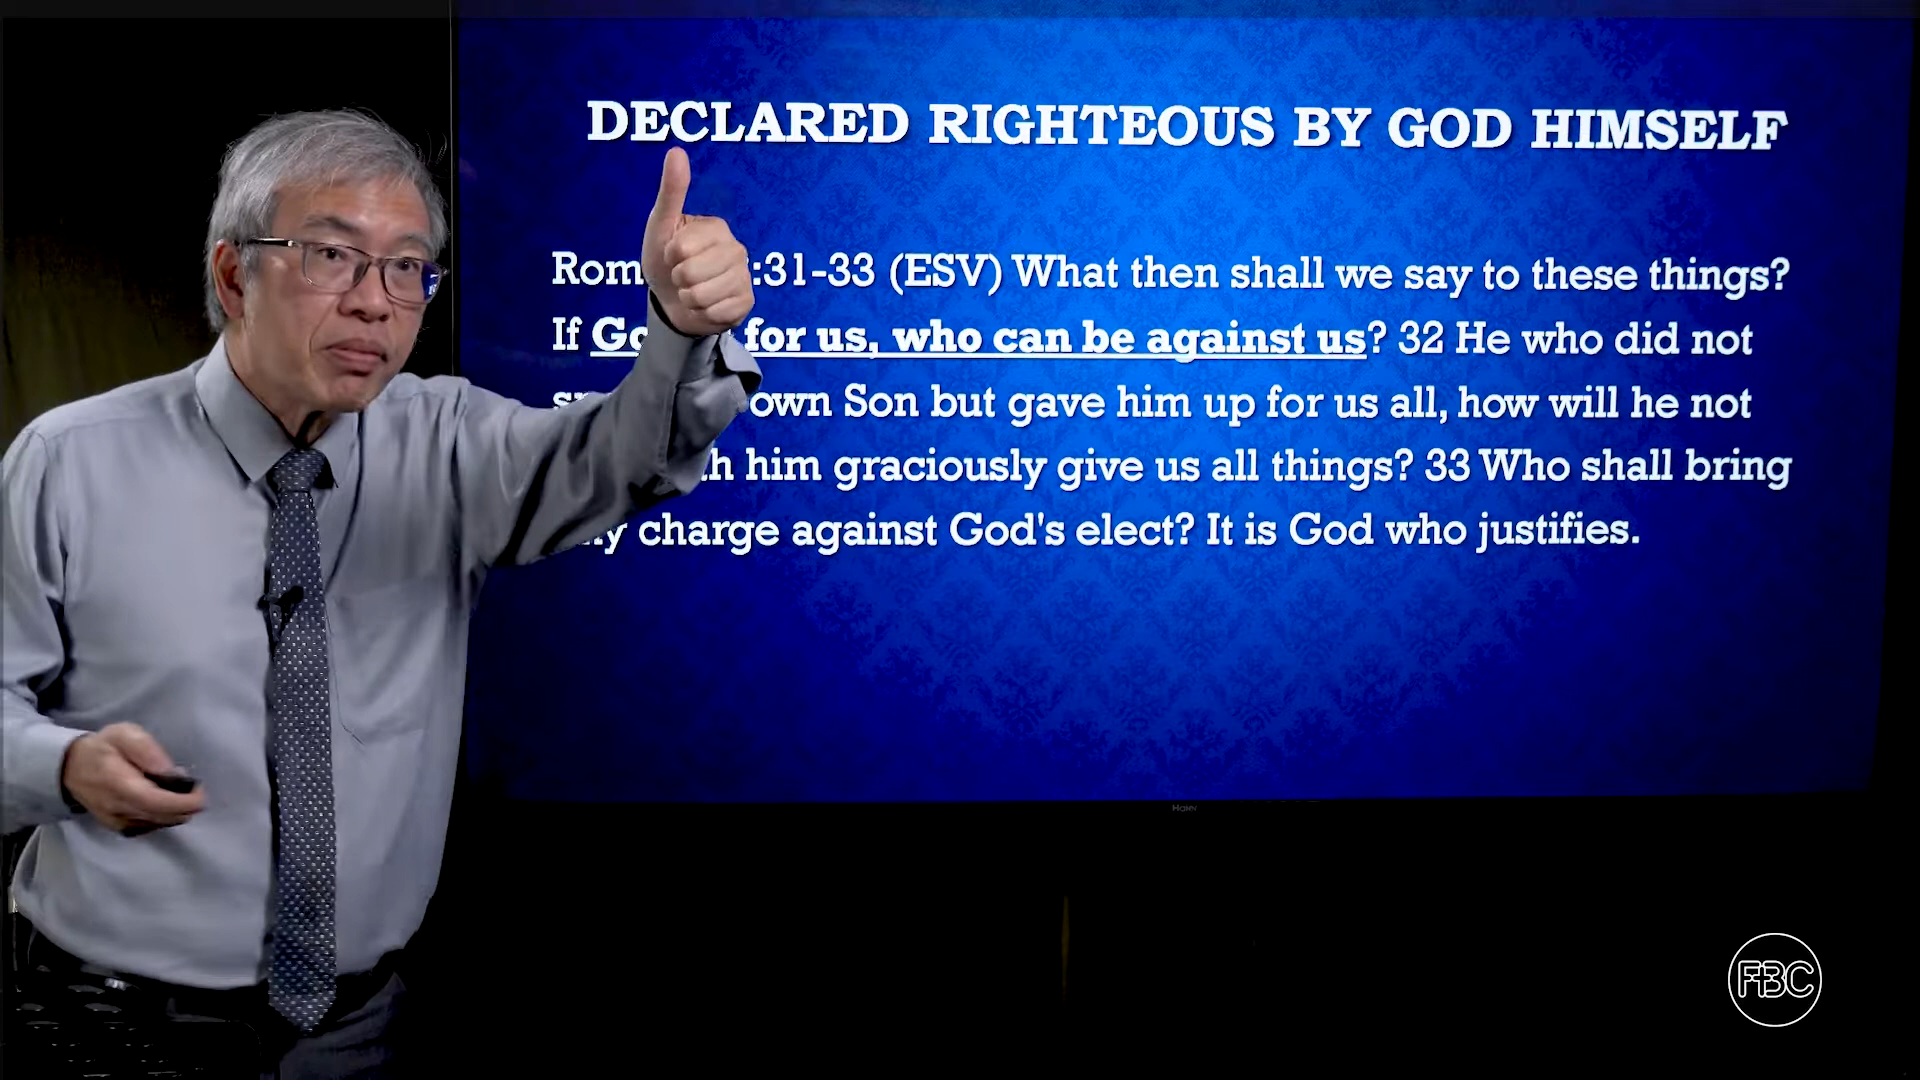 DECLARED RIGHTEOUS BY GOD HIMSELF
:31-33 (ESV) What then shall we say to these things?
If for us, who can be against us? 32 He who did not
own Son but gave him up for us all, how will he not
him graciously give us all things? 33 Who shall bring
charge against God's elect? It is God who justifies.
Haier
FBC